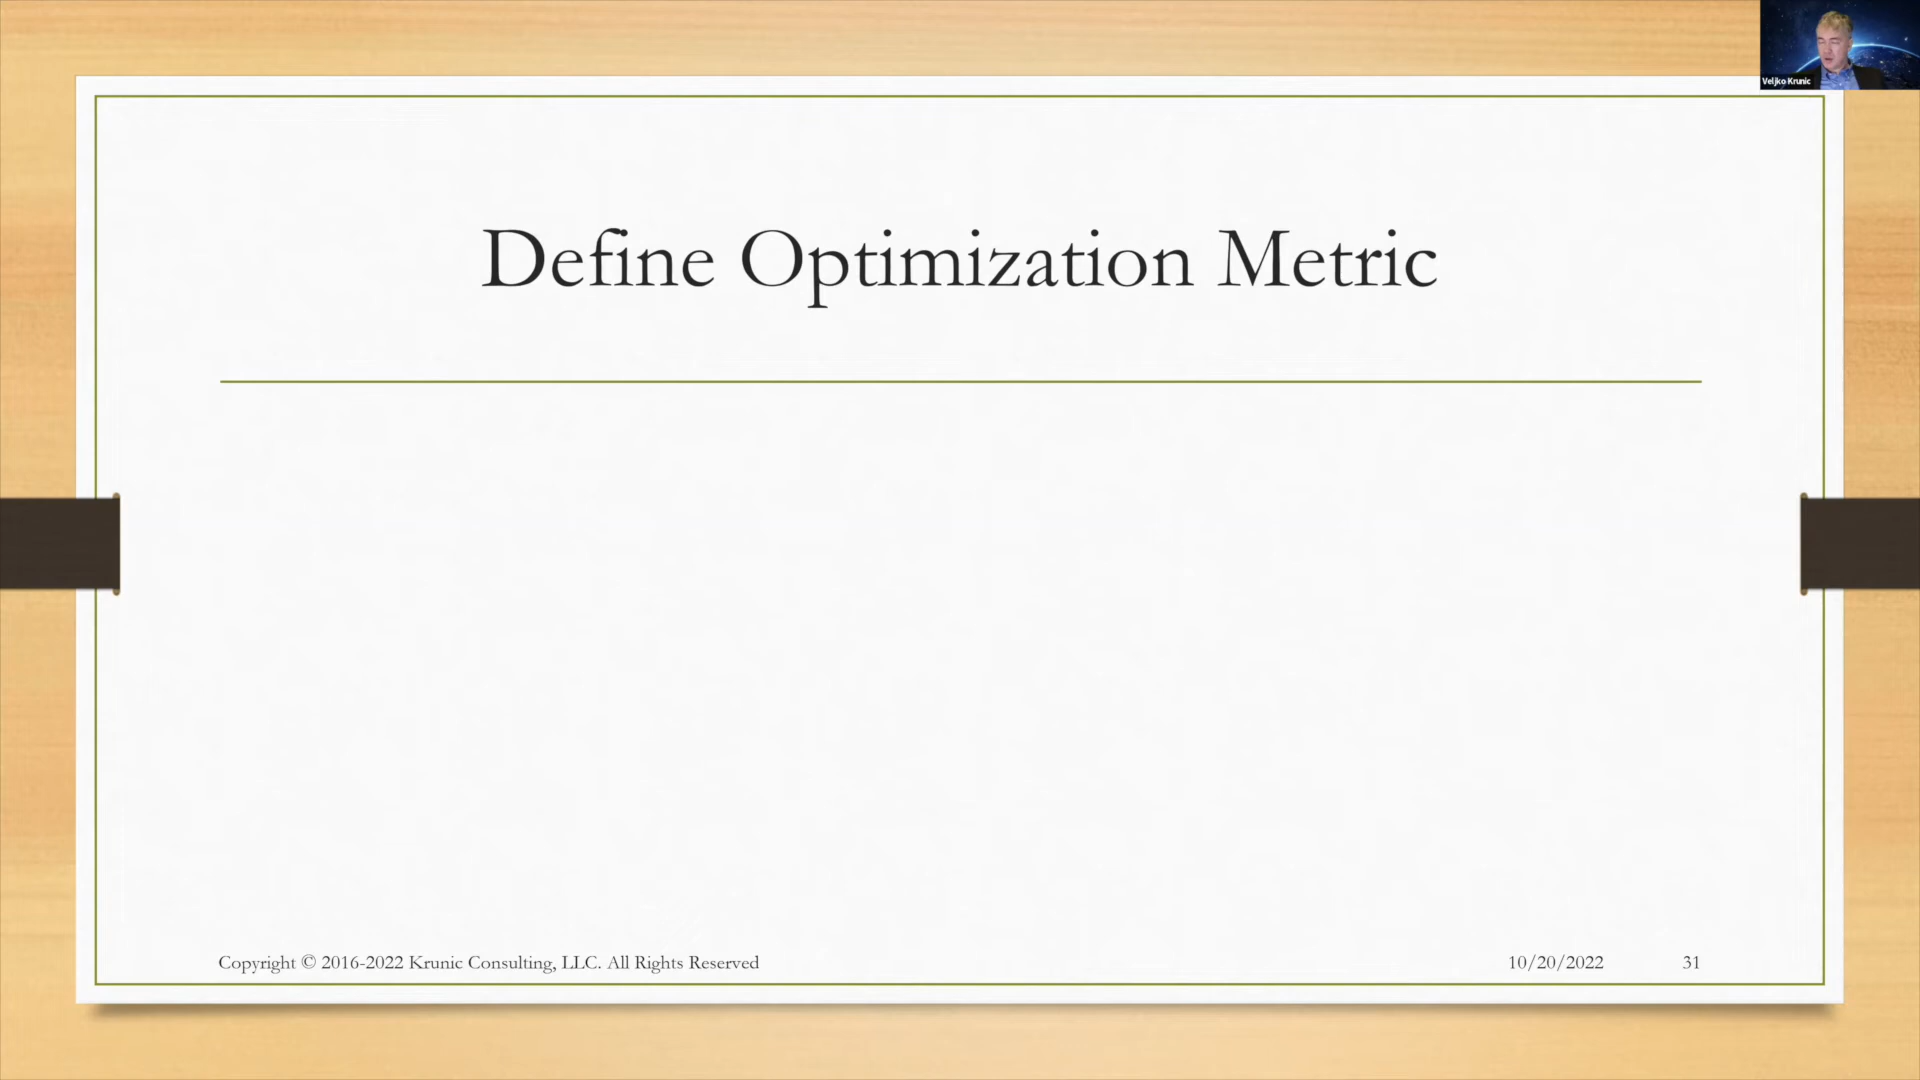 Veljko Krunic
Define Optimization Metric
Copyright © 2016-2022 Krunic Consulting, LLC. All Rights Reserved
10/20/2022
31